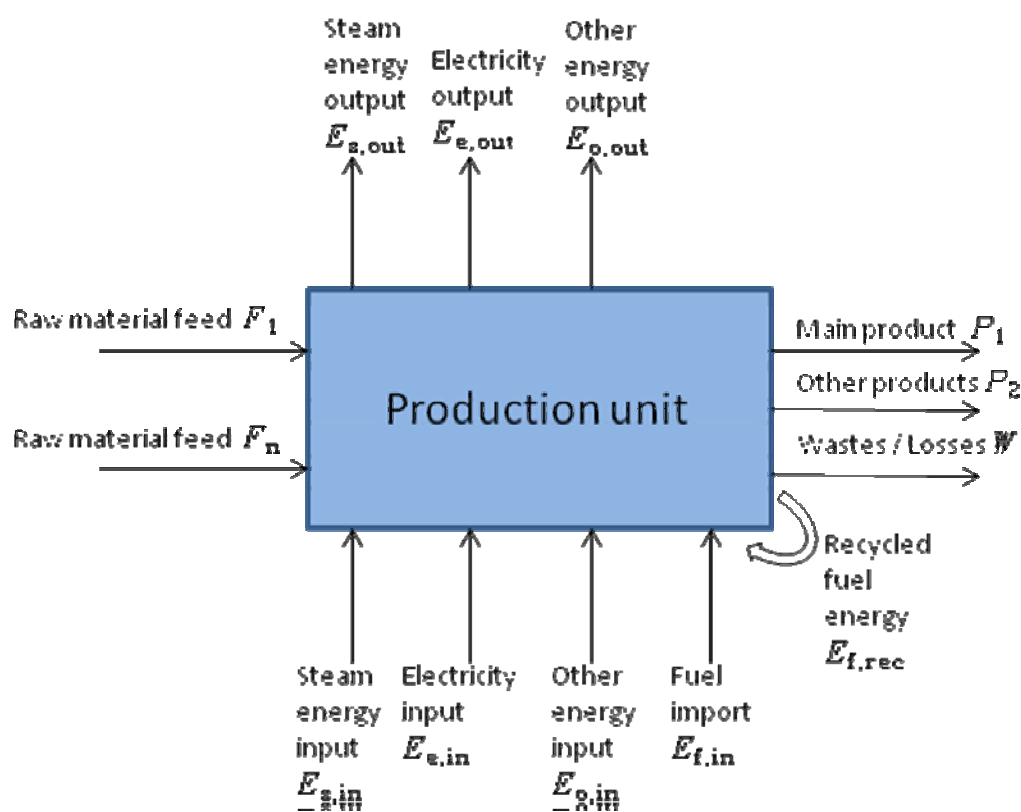 Steam
energy
output
E_s,out
Electricity
output
E_e,out
Other
energy
output
E_o,out
Raw material feed F_1
Raw material feed F_n
Production unit
Main product P_1
Other products P_2
Wastes / Losses W
Recycled
fuel
energy
E_f,rec
Steam
energy
input
E_s,in
Electricity
input
E_e,in
Other
energy
input
E_o,in
Fuel
import
E_f,in